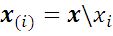 𝒙₍ᵢ₎ = 𝒙\xᵢ